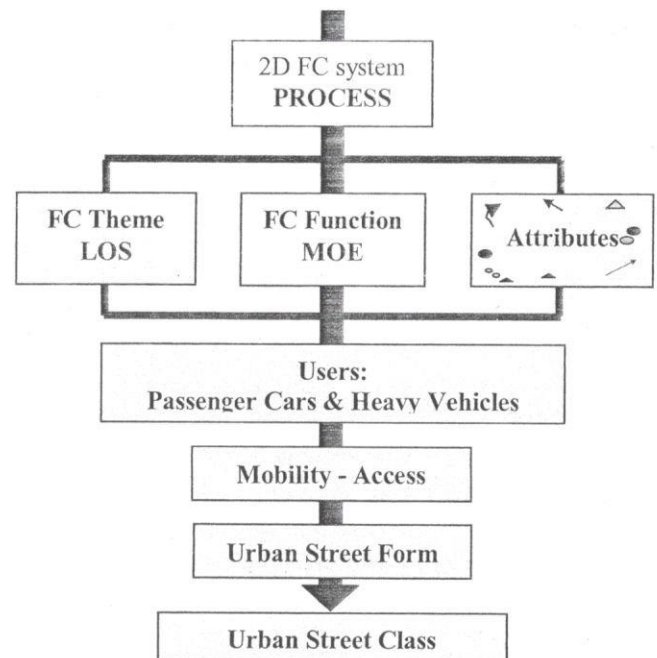 2D FC system
PROCESS
FC Theme
LOS
FC Function
MOE
Attributes
Users:
Passenger Cars & Heavy Vehicles
Mobility - Access
Urban Street Form
Urban Street Class